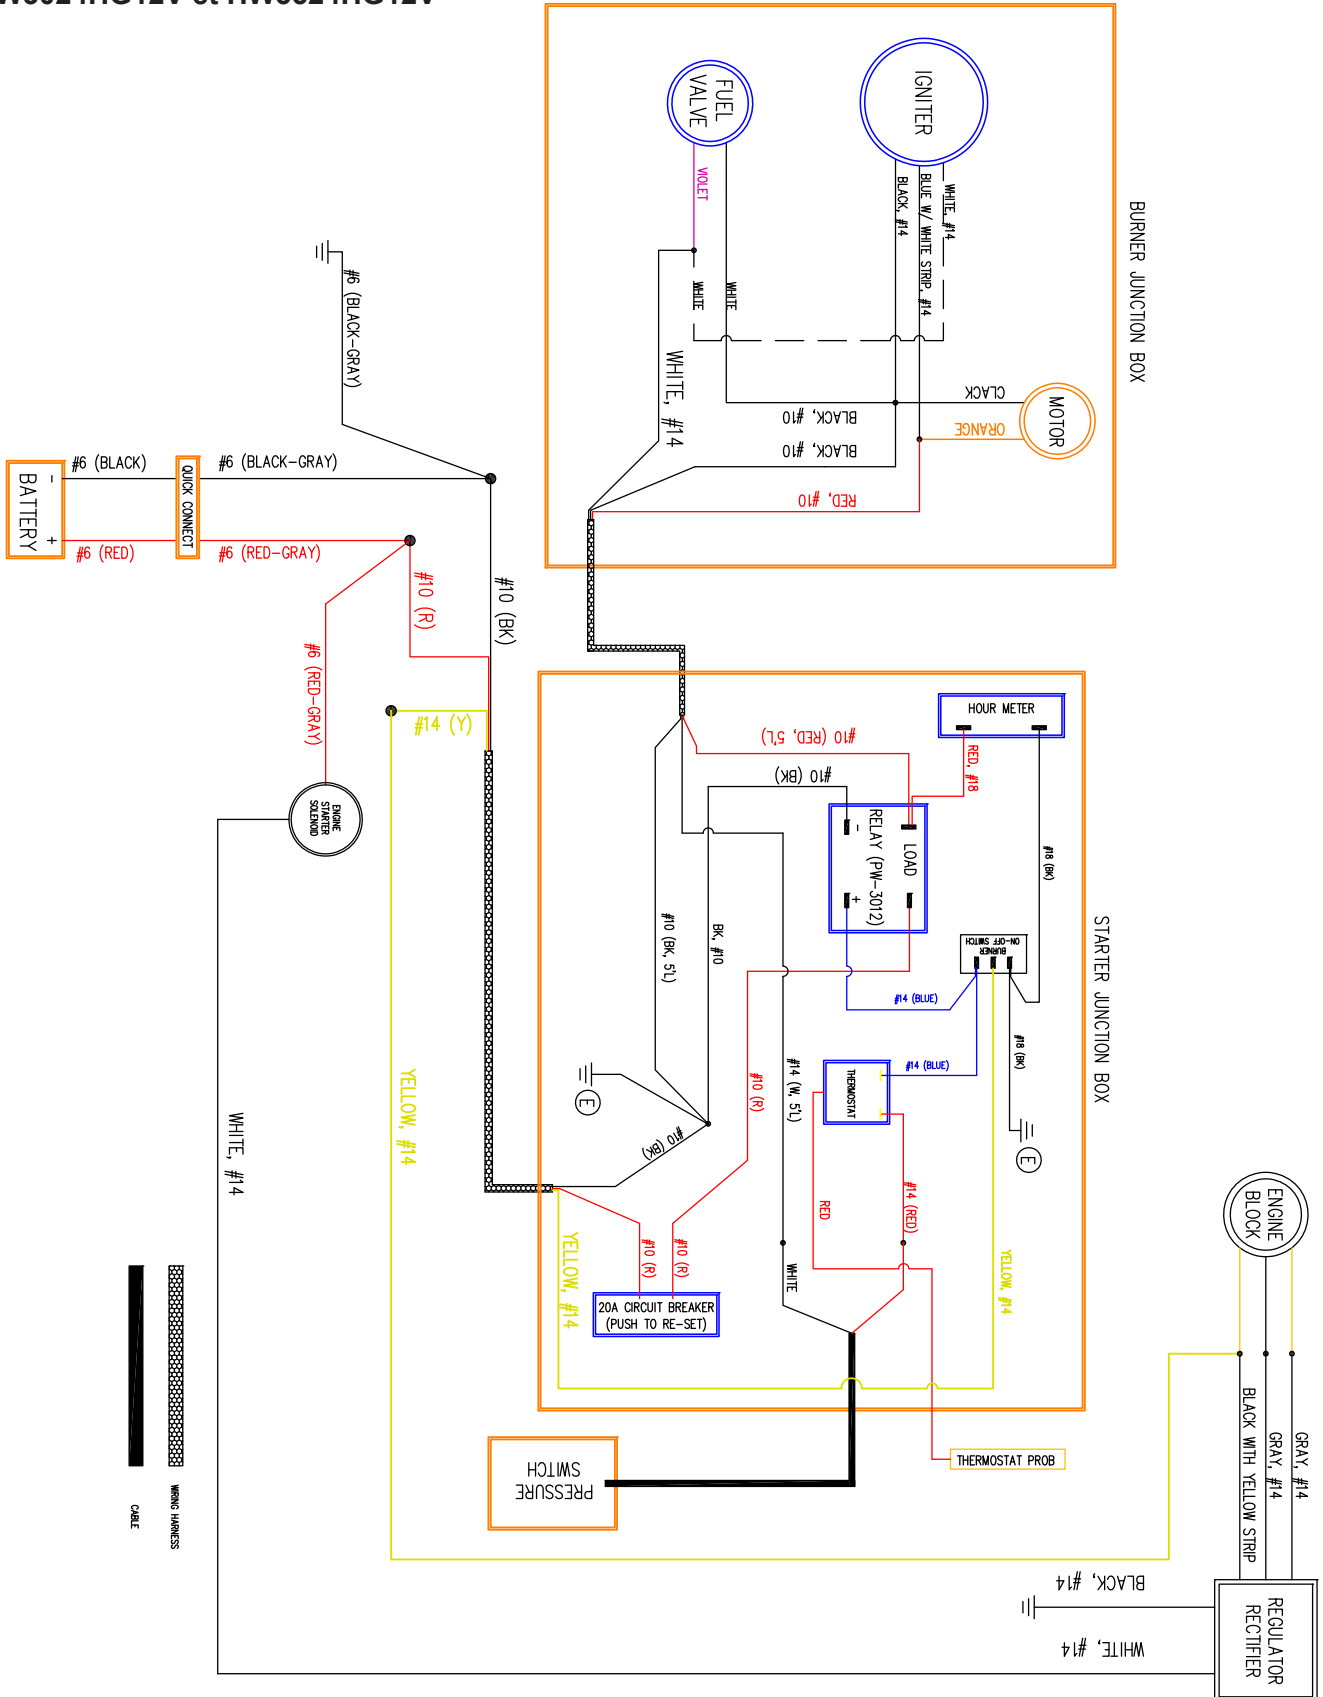 HW3024HG12V et HW3824HG12V
BURNER JUNCTION BOX
FUEL
VALVE
IGNITER
VIOLET
WHITE
WHITE
BLACK, #14
BLUE W/ WHITE STRIP, #14
WHITE, #14
WHITE, #14
CLACK
ORANGE
MOTOR
BLACK, #10
BLACK, #10
RED, #10
#6 (BLACK-GRAY)
BATTERY
-
+
#6 (BLACK)
#6 (RED)
QUICK CONNECT
#6 (BLACK-GRAY)
#6 (RED-GRAY)
#10 (R)
#10 (BK)
#6 (RED-GRAY)
#14 (Y)
ENGINE
STARTER
SOLENOID
STARTER JUNCTION BOX
HOUR METER
RED, #18
#18 (BK)
#10 (RED, 5'L)
#10 (BK)
RELAY (PW-3012)
LOAD
-
+
BURNER
ON-OFF SWITCH
#14 (BLUE)
#14 (BLUE)
#18 (BK)
E
THERMOSTAT
#10 (BK, 5'L)
BK, #10
#10 (R)
#14 (W, 5'L)
RED
#14 (RED)
E
#10 (BK)
#10 (R)
#10 (R)
YELLOW, #14
YELLOW, #14
WHITE
20A CIRCUIT BREAKER
(PUSH TO RE-SET)
YELLOW, #14
WHITE, #14
PRESSURE
SWITCH
THERMOSTAT PROB
ENGINE
BLOCK
BLACK WITH YELLOW STRIP
GRAY, #14
GRAY, #14
REGULATOR
RECTIFIER
BLACK, #14
WHITE, #14
WIRING HARNESS
CABLE